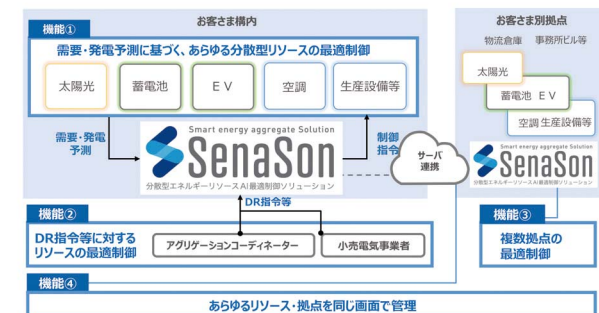 お客さま構内
機能①
需要・発電予測に基づく、あらゆる分散型リソースの最適制御
太陽光
蓄電池
EV
空調
生産設備等
需要・発電
予測
Smart energy aggregate Solution
SenaSon
分散型エネルギーリソースAI最適制御ソリューション
制御
指令
サーバ
連携
DR指令等
機能②
DR指令等に対する
リソースの最適制御
アグリゲーションコーディネーター
小売電気事業者
お客さま別拠点
物流倉庫 事務所ビル等
太陽光
蓄電池 EV
空調 生産設備等
Smart energy aggregate Solution
SenaSon
分散型エネルギーリソースAI最適制御ソリューション
機能③
複数拠点の
最適制御
機能④
あらゆるリソース・拠点を同じ画面で管理